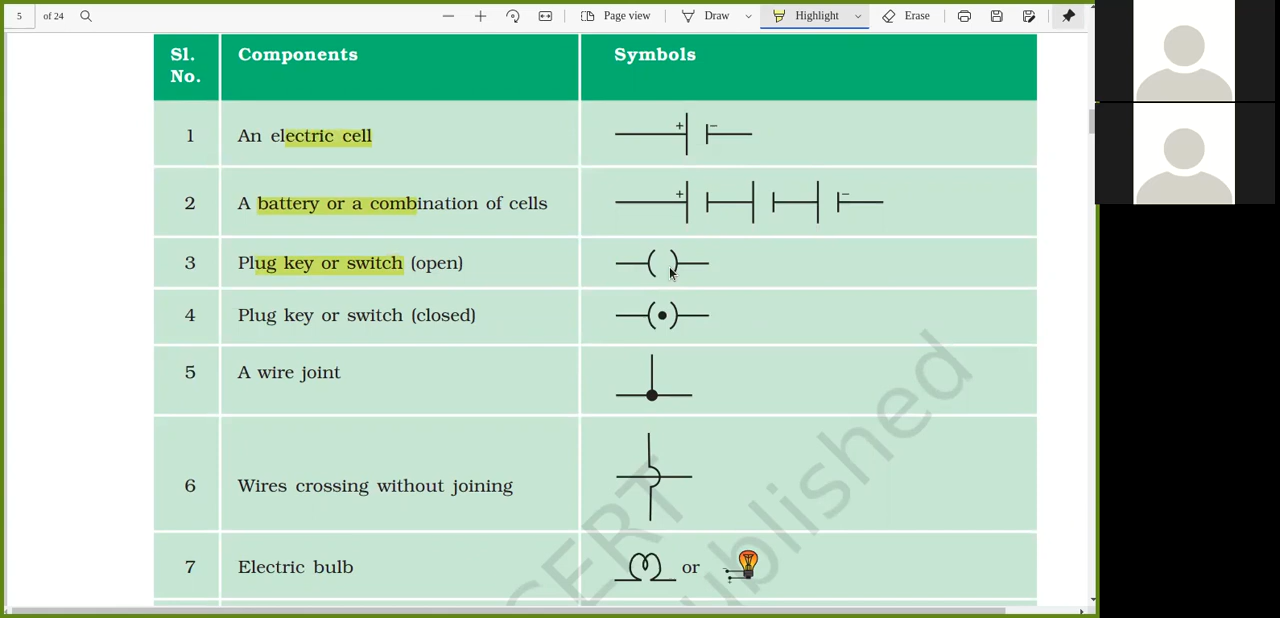 5 of 24 Page view Draw Highlight Erase
Sl. No. Components Symbols
1 An electric cell + −
2 A battery or a combination of cells + −
3 Plug key or switch (open)
4 Plug key or switch (closed)
5 A wire joint
6 Wires crossing without joining
7 Electric bulb or
CERT
ublished